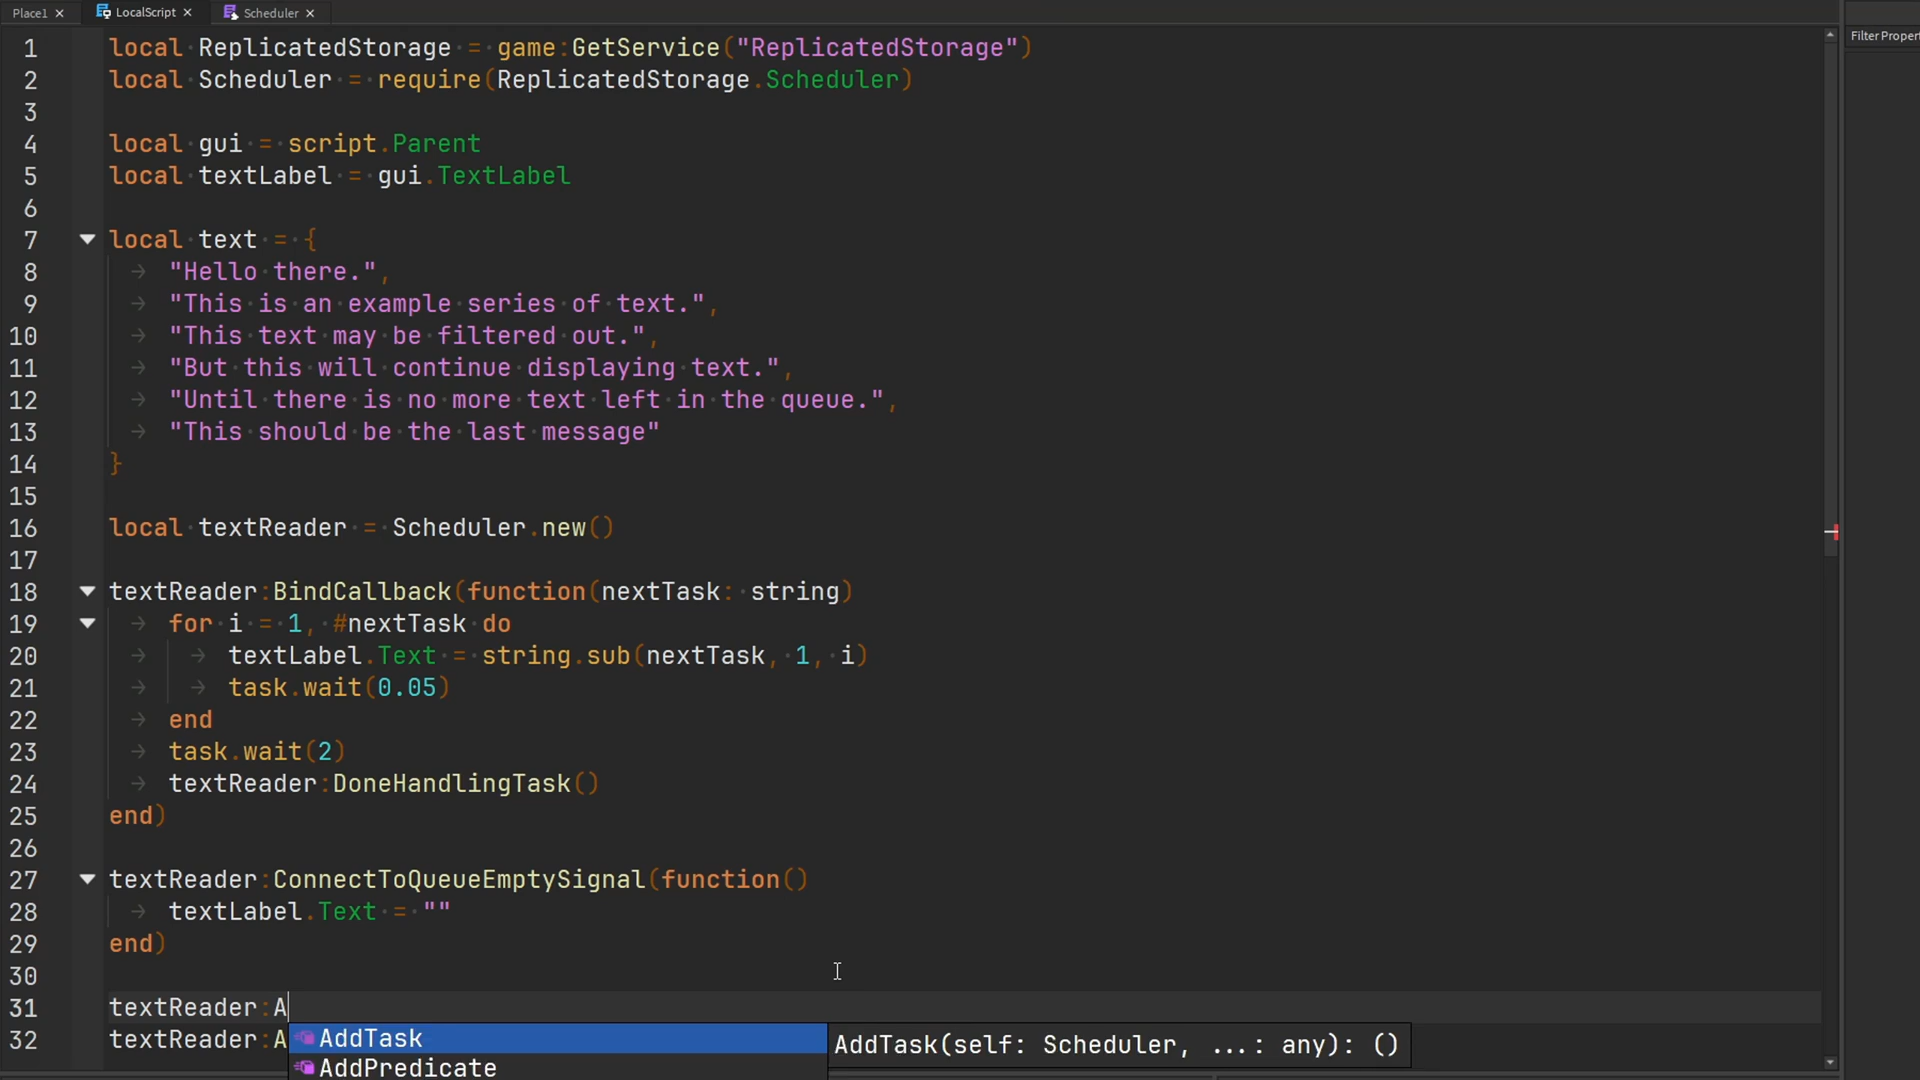 Place1 × LocalScript × Scheduler ×
Filter Propert
1 local ReplicatedStorage = game:GetService("ReplicatedStorage")
2 local Scheduler = require(ReplicatedStorage.Scheduler)
3
4 local gui = script.Parent
5 local textLabel = gui.TextLabel
6
7 local text = {
8 "Hello there.",
9 "This is an example series of text.",
10 "This text may be filtered out.",
11 "But this will continue displaying text.",
12 "Until there is no more text left in the queue.",
13 "This should be the last message"
14 }
15
16 local textReader = Scheduler.new()
17
18 textReader:BindCallback(function(nextTask: string)
19 for i = 1, #nextTask do
20 textLabel.Text = string.sub(nextTask, 1, i)
21 task.wait(0.05)
22 end
23 task.wait(2)
24 textReader:DoneHandlingTask()
25 end)
26
27 textReader:ConnectToQueueEmptySignal(function()
28 textLabel.Text = ""
29 end)
30
31 textReader:A
32 textReader:A
AddTask
AddTask(self: Scheduler, ...: any): ()
AddPredicate